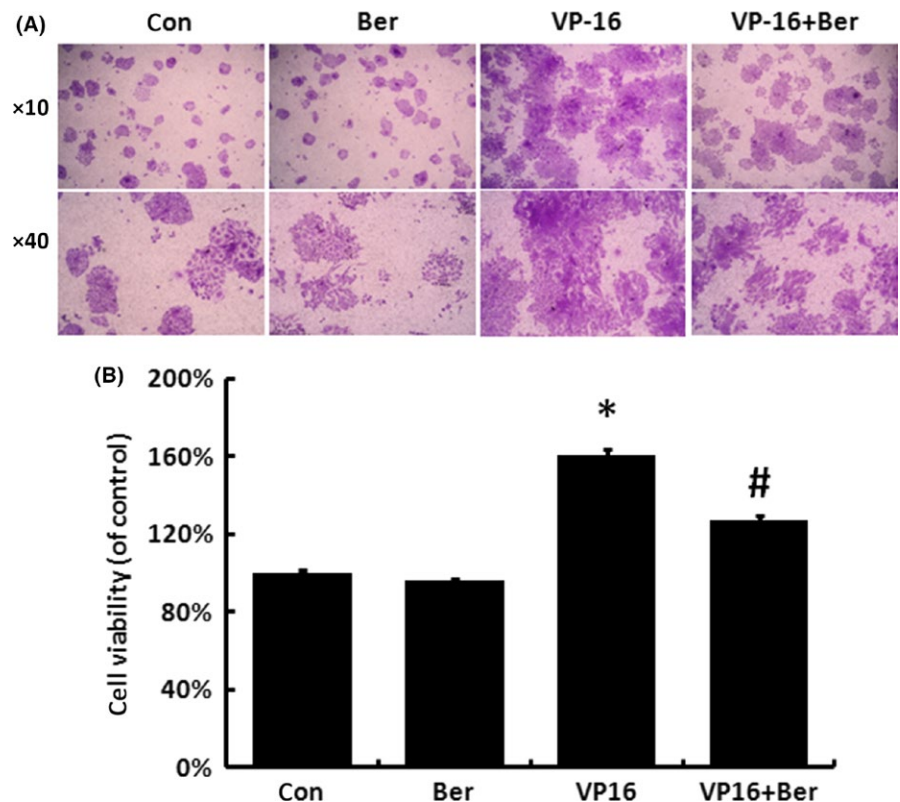 (A) Con Ber VP-16 VP-16+Ber
×10
×40
(B)
200%
160%
120%
80%
40%
0%
Cell viability (of control)
*
#
Con Ber VP16 VP16+Ber